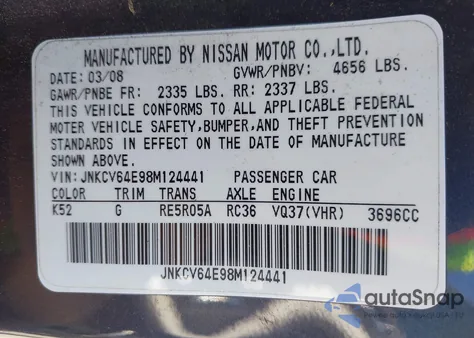 MANUFACTURED BY NISSAN MOTOR CO.,LTD.
DATE: 03/08 GVWR/PNBV: 4656 LBS.
GAWR/PNBE FR: 2335 LBS. RR: 2337 LBS.
THIS VEHICLE CONFORMS TO ALL APPLICABLE FEDERAL
MOTOR VEHICLE SAFETY, BUMPER, AND THEFT PREVENTION
STANDARDS IN EFFECT ON THE DATE OF MANUFACTURE
SHOWN ABOVE.
VIN: JNKCV64E98M124441 PASSENGER CAR
COLOR TRIM TRANS AXLE ENGINE
K52 G RE5R05A RC36 VQ37(VHR) 3696CC
JNKCV64E98M124441
autoSnap